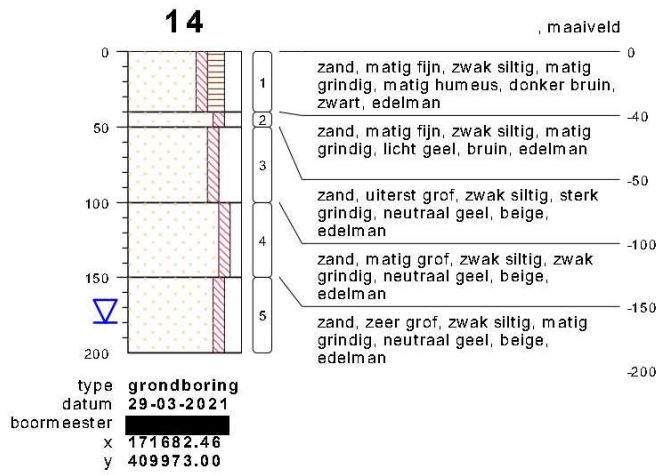 14
, maaiveld
0
50
100
150
200
1
2
3
4
5
0
zand, matig fijn, zwak siltig, matig
grindig, matig humeus, donker bruin,
zwart, edelman
-40
zand, matig fijn, zwak siltig, matig
grindig, licht geel, bruin, edelman
-50
zand, uiterst grof, zwak siltig, sterk
grindig, neutraal geel, beige,
edelman
-100
zand, matig grof, zwak siltig, zwak
grindig, neutraal geel, beige,
edelman
-150
zand, zeer grof, zwak siltig, matig
grindig, neutraal geel, beige,
edelman
-200
type grondboring
datum 29-03-2021
boormeester
x 171682.46
y 409973.00